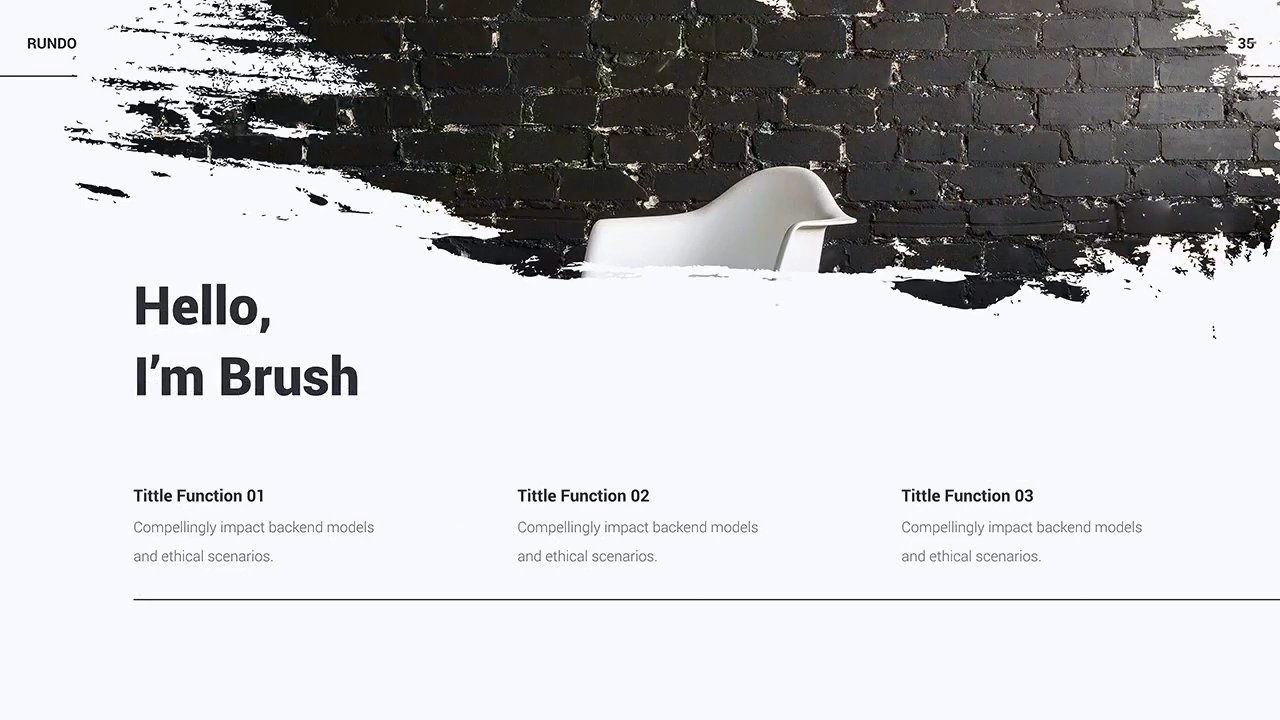 RUNDO
35
Hello,
I’m Brush
Tittle Function 01
Compellingly impact backend models
and ethical scenarios.
Tittle Function 02
Compellingly impact backend models
and ethical scenarios.
Tittle Function 03
Compellingly impact backend models
and ethical scenarios.